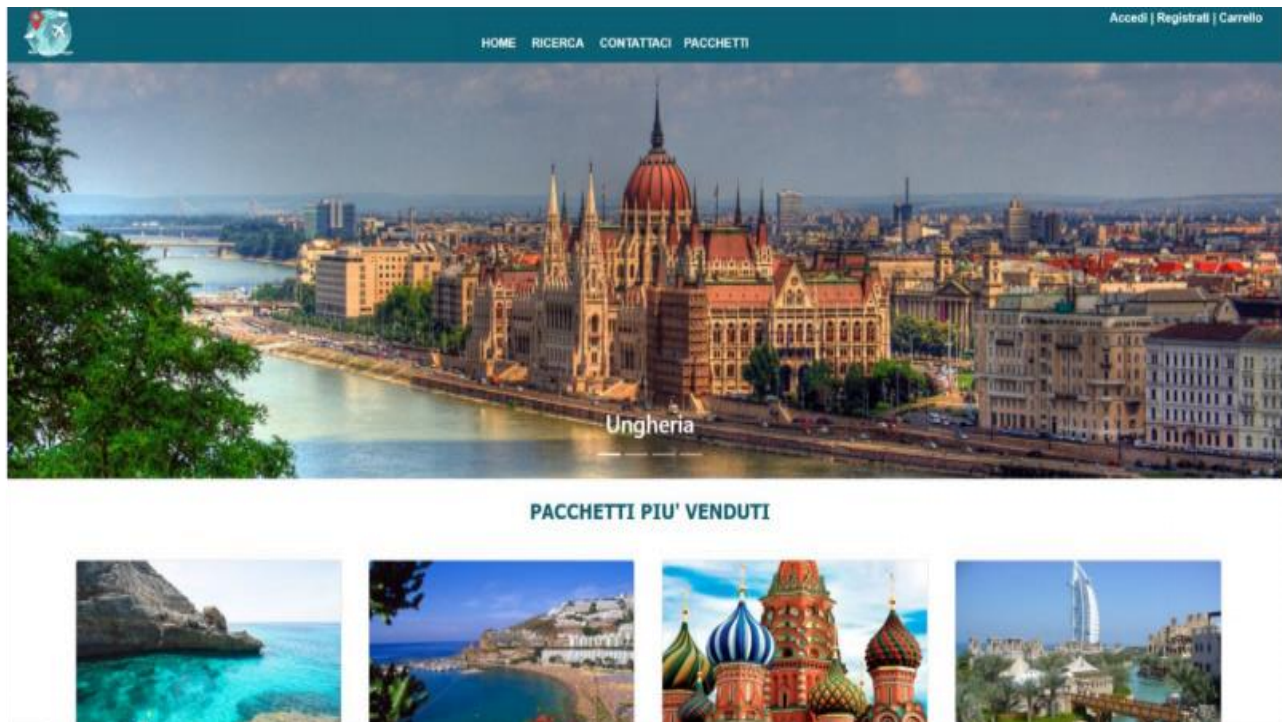 Accedi | Registrati | Carrello
HOME RICERCA CONTATTACI PACCHETTI
Ungheria
PACCHETTI PIU' VENDUTI